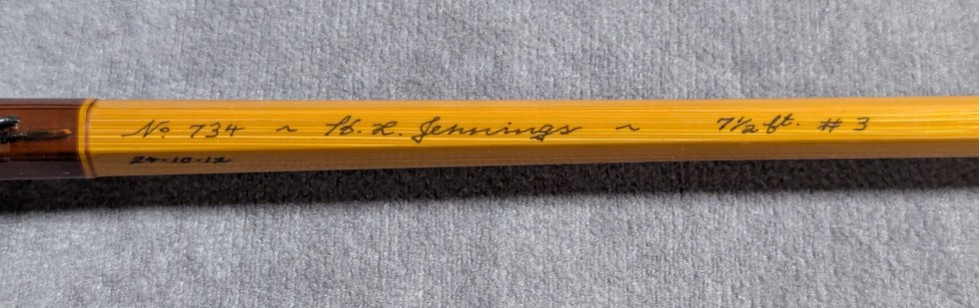 No. 734 ~ H. L. Jennings ~ 7½ ft. # 3
24·10·12